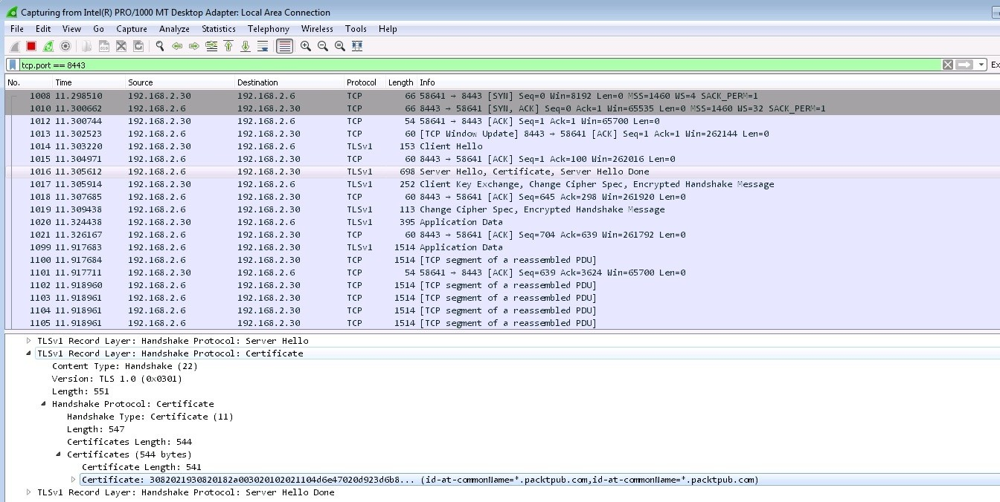 Capturing from Intel(R) PRO/1000 MT Desktop Adapter: Local Area Connection
File Edit View Go Capture Analyze Statistics Telephony Wireless Tools Help
tcp.port == 8443 Ex
No. Time Source Destination Protocol Length Info
1008 11.298510 192.168.2.30 192.168.2.6 TCP 66 58641 → 8443 [SYN] Seq=0 Win=8192 Len=0 MSS=1460 WS=4 SACK_PERM=1
1010 11.300662 192.168.2.6 192.168.2.30 TCP 66 8443 → 58641 [SYN, ACK] Seq=0 Ack=1 Win=65535 Len=0 MSS=1460 WS=32 SACK_PERM=1
1012 11.300744 192.168.2.30 192.168.2.6 TCP 54 58641 → 8443 [ACK] Seq=1 Ack=1 Win=65700 Len=0
1013 11.302523 192.168.2.6 192.168.2.30 TCP 60 [TCP Window Update] 8443 → 58641 [ACK] Seq=1 Ack=1 Win=262144 Len=0
1014 11.303220 192.168.2.30 192.168.2.6 TLSv1 153 Client Hello
1015 11.304971 192.168.2.6 192.168.2.30 TCP 60 8443 → 58641 [ACK] Seq=1 Ack=100 Win=262016 Len=0
1016 11.305612 192.168.2.6 192.168.2.30 TLSv1 698 Server Hello, Certificate, Server Hello Done
1017 11.305914 192.168.2.30 192.168.2.6 TLSv1 252 Client Key Exchange, Change Cipher Spec, Encrypted Handshake Message
1018 11.307685 192.168.2.6 192.168.2.30 TCP 60 8443 → 58641 [ACK] Seq=645 Ack=298 Win=261920 Len=0
1019 11.309438 192.168.2.6 192.168.2.30 TLSv1 113 Change Cipher Spec, Encrypted Handshake Message
1020 11.324438 192.168.2.30 192.168.2.6 TLSv1 395 Application Data
1021 11.326167 192.168.2.6 192.168.2.30 TCP 60 8443 → 58641 [ACK] Seq=704 Ack=639 Win=261792 Len=0
1099 11.917683 192.168.2.6 192.168.2.30 TLSv1 1514 Application Data
1100 11.917684 192.168.2.6 192.168.2.30 TCP 1514 [TCP segment of a reassembled PDU]
1101 11.917711 192.168.2.30 192.168.2.6 TCP 54 58641 → 8443 [ACK] Seq=639 Ack=3624 Win=65700 Len=0
1102 11.918960 192.168.2.6 192.168.2.30 TCP 1514 [TCP segment of a reassembled PDU]
1103 11.918961 192.168.2.6 192.168.2.30 TCP 1514 [TCP segment of a reassembled PDU]
1104 11.918961 192.168.2.6 192.168.2.30 TCP 1514 [TCP segment of a reassembled PDU]
1105 11.918961 192.168.2.6 192.168.2.30 TCP 1514 [TCP segment of a reassembled PDU]
TLSv1 Record Layer: Handshake Protocol: Server Hello
TLSv1 Record Layer: Handshake Protocol: Certificate
Content Type: Handshake (22)
Version: TLS 1.0 (0x0301)
Length: 551
Handshake Protocol: Certificate
Handshake Type: Certificate (11)
Length: 547
Certificates Length: 544
Certificates (544 bytes)
Certificate Length: 541
Certificate: 3082021930820182a003020102021104d6e47020d923d6b8... (id-at-commonName=*.packtpub.com,id-at-commonName=*.packtpub.com)
TLSv1 Record Layer: Handshake Protocol: Server Hello Done